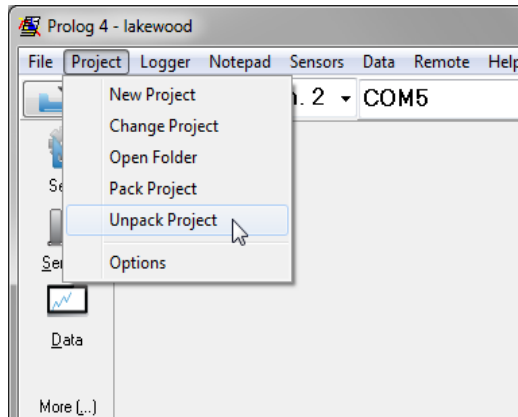 Prolog 4 - lakewood
File Project Logger Notepad Sensors Data Remote Help
2 COM5
New Project
Change Project
Open Folder
Pack Project
Unpack Project
Options
Data
More (...)